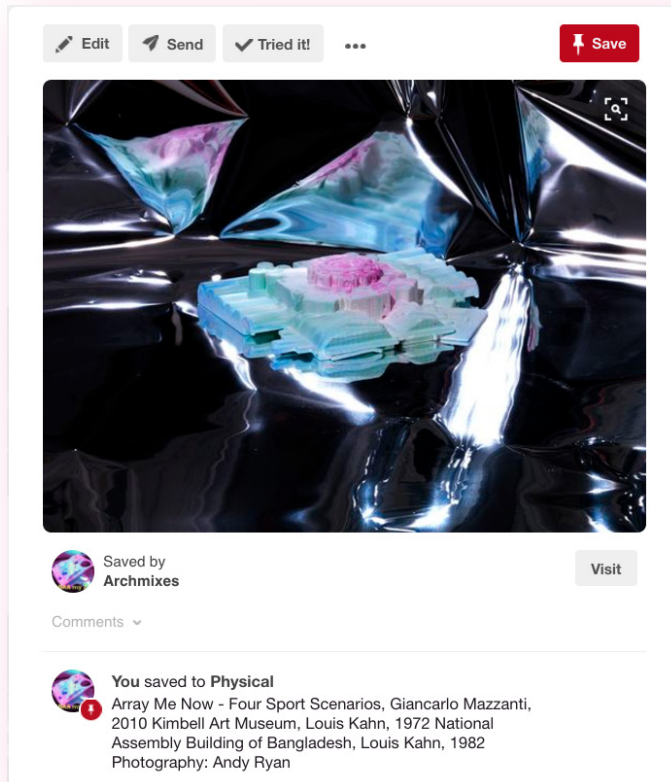 Edit Send Tried it! Save
Saved by
Archmixes
Visit
Comments
You saved to Physical
Array Me Now - Four Sport Scenarios, Giancarlo Mazzanti,
2010 Kimbell Art Museum, Louis Kahn, 1972 National
Assembly Building of Bangladesh, Louis Kahn, 1982
Photography: Andy Ryan